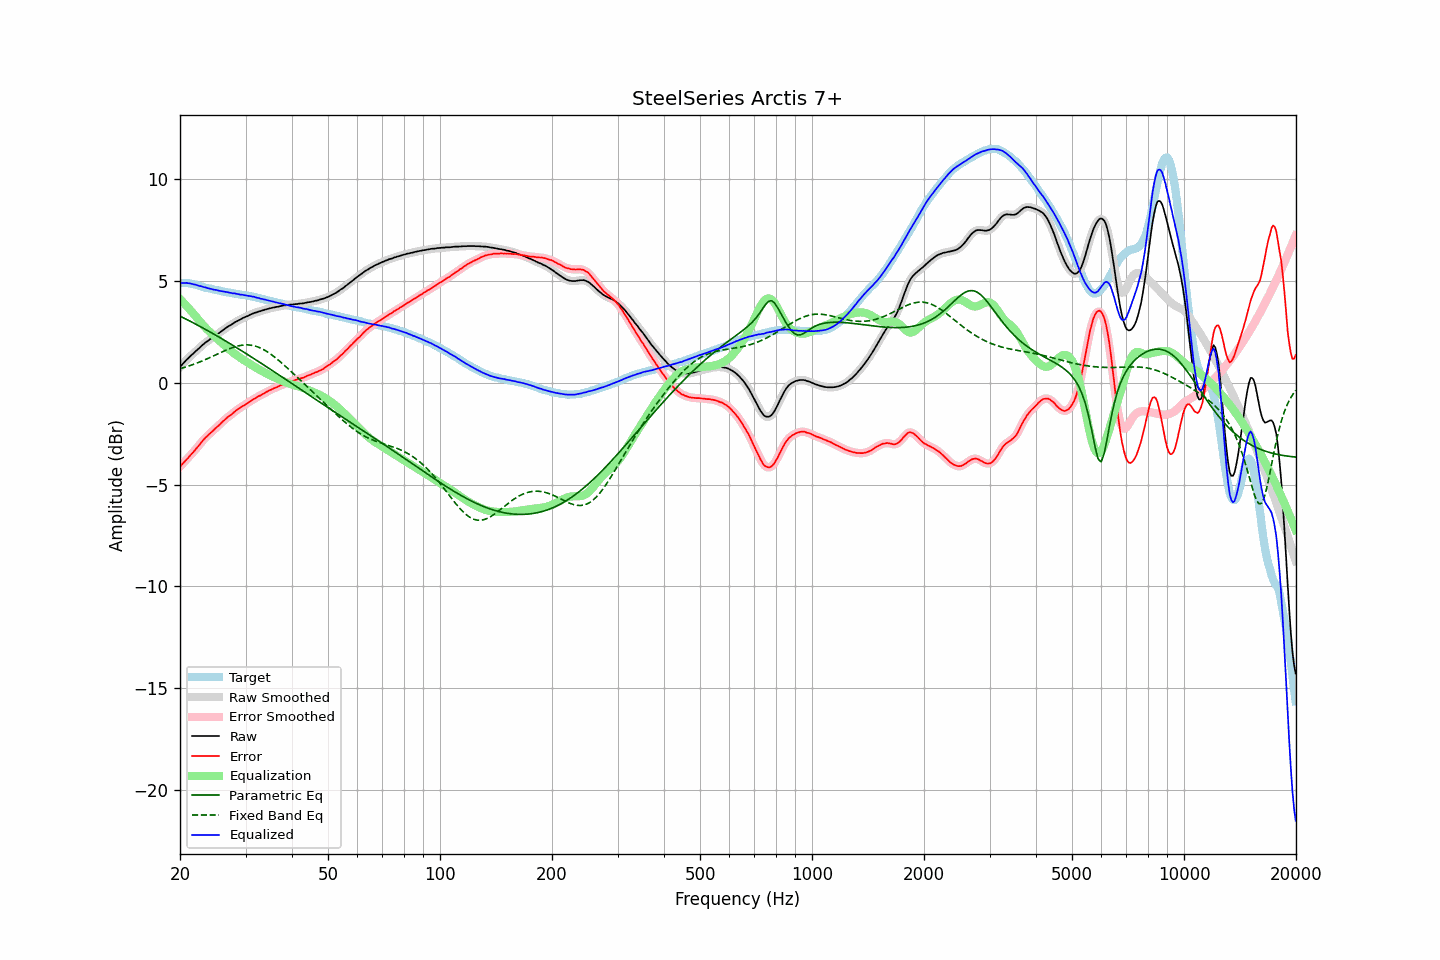 SteelSeries Arctis 7+
Amplitude (dBr)
10
5
0
−5
−10
−15
−20
Target
Raw Smoothed
Error Smoothed
Raw
Error
Equalization
Parametric Eq
Fixed Band Eq
Equalized
20 50 100 200 500 1000 2000 5000 10000 20000
Frequency (Hz)